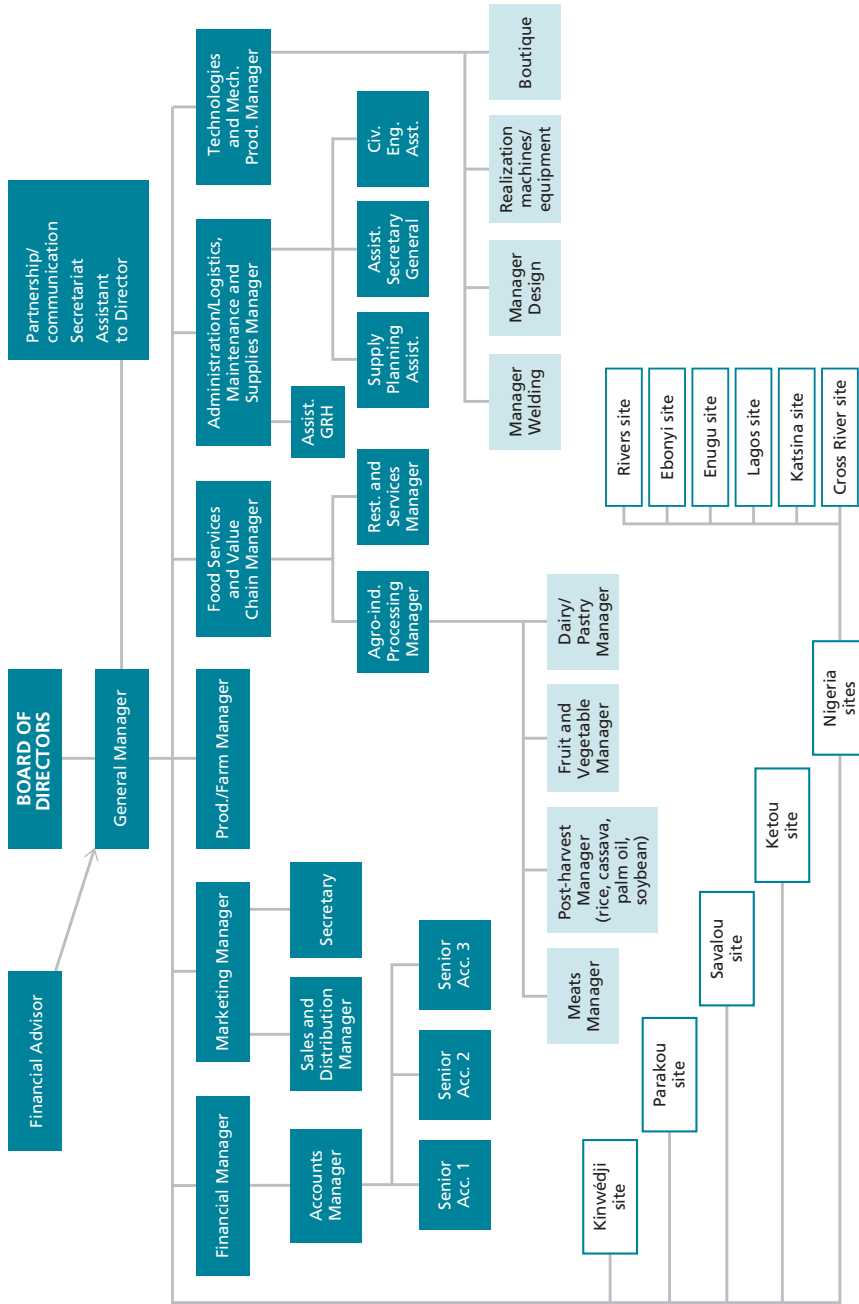 BOARD OF
DIRECTORS
Financial Advisor
General Manager
Partnership/
communication
Secretariat
Assistant
to Director
Financial Manager
Marketing Manager
Prod./Farm Manager
Food Services
and Value
Chain Manager
Administration/Logistics,
Maintenance and
Supplies Manager
Technologies
and Mech.
Prod. Manager
Accounts
Manager
Sales and
Distribution
Manager
Secretary
Assist.
GRH
Agro-ind.
Processing
Manager
Rest. and
Services
Manager
Supply
Planning
Assist.
Assist.
Secretary
General
Civ.
Eng.
Asst.
Senior
Acc. 1
Senior
Acc. 2
Senior
Acc. 3
Manager
Welding
Manager
Design
Realization
machines/
equipment
Boutique
Meats
Manager
Post-harvest
Manager
(rice, cassava,
palm oil,
soybean)
Fruit and
Vegetable
Manager
Dairy/
Pastry
Manager
Kinwédji
site
Parakou
site
Savalou
site
Ketou
site
Nigeria
sites
Rivers site
Ebonyi site
Enugu site
Lagos site
Katsina site
Cross River site